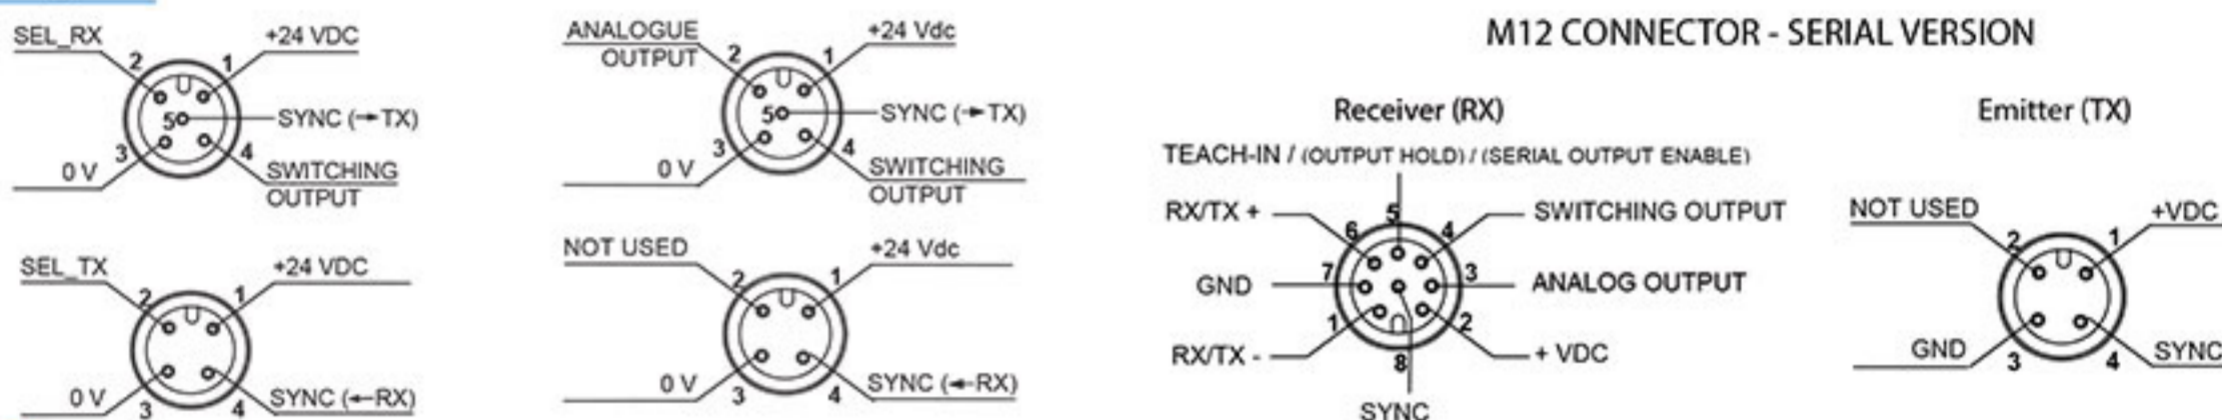 SEL_RX
+24 VDC
2
1
5
SYNC (→TX)
3
4
0 V
SWITCHING
OUTPUT
SEL_TX
+24 VDC
2
1
0 V
3
4
SYNC (←RX)
ANALOGUE
OUTPUT
+24 Vdc
2
1
5
SYNC (→TX)
3
4
0 V
SWITCHING
OUTPUT
NOT USED
+24 Vdc
2
1
0 V
3
4
SYNC (←RX)
M12 CONNECTOR - SERIAL VERSION
Receiver (RX)
TEACH-IN / (OUTPUT HOLD) / (SERIAL OUTPUT ENABLE)
RX/TX +
5
SWITCHING OUTPUT
6
4
GND
7
3
ANALOG OUTPUT
1
2
RX/TX -
8
+ VDC
SYNC
Emitter (TX)
NOT USED
+VDC
2
1
GND
3
4
SYNC